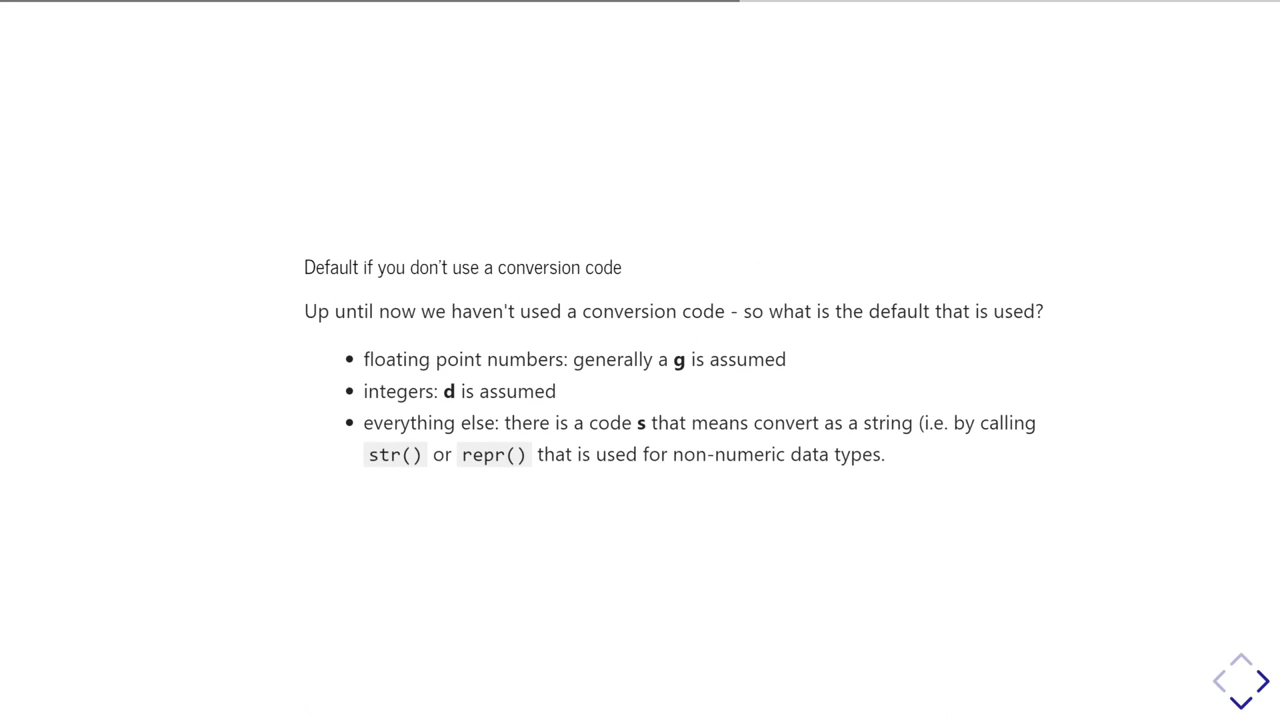 Default if you don’t use a conversion code
Up until now we haven't used a conversion code - so what is the default that is used?
• floating point numbers: generally a g is assumed
• integers: d is assumed
• everything else: there is a code s that means convert as a string (i.e. by calling
str() or repr() that is used for non-numeric data types.